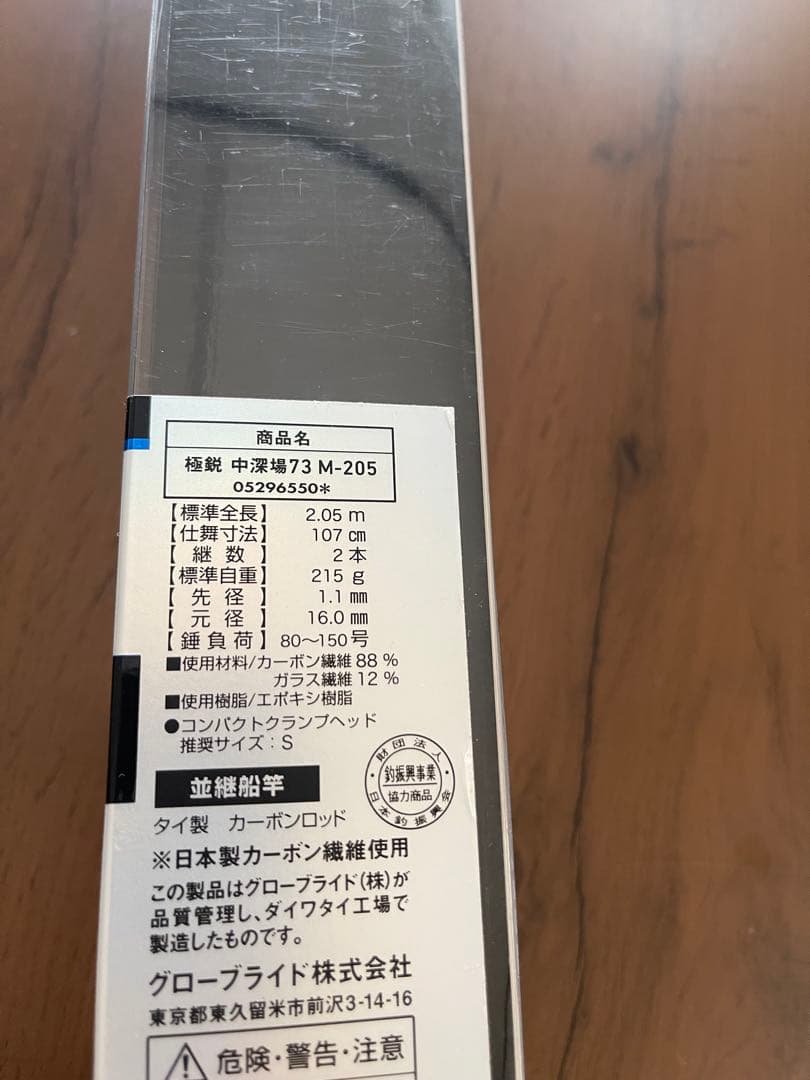 商品名
極鋭 中深場73 M-205
05296550*
【標準全長】 2.05 m
【仕舞寸法】 107 ㎝
【継数】 2 本
【標準自重】 215 g
【先径】 1.1 ㎜
【元径】 16.0 ㎜
【錘負荷】 80〜150号
■使用材料/カーボン繊維 88 %
ガラス繊維 12 %
■使用樹脂/エポキシ樹脂
●コンパクトクランプヘッド
推奨サイズ:S
財団法人
釣振興事業
協力商品
日本釣振興会
並継船竿
タイ製 カーボンロッド
※日本製カーボン繊維使用
この製品はグローブライド(株)が
品質管理し、ダイワタイ工場で
製造したものです。
グローブライド株式会社
東京都東久留米市前沢3-14-16
危険・警告・注意